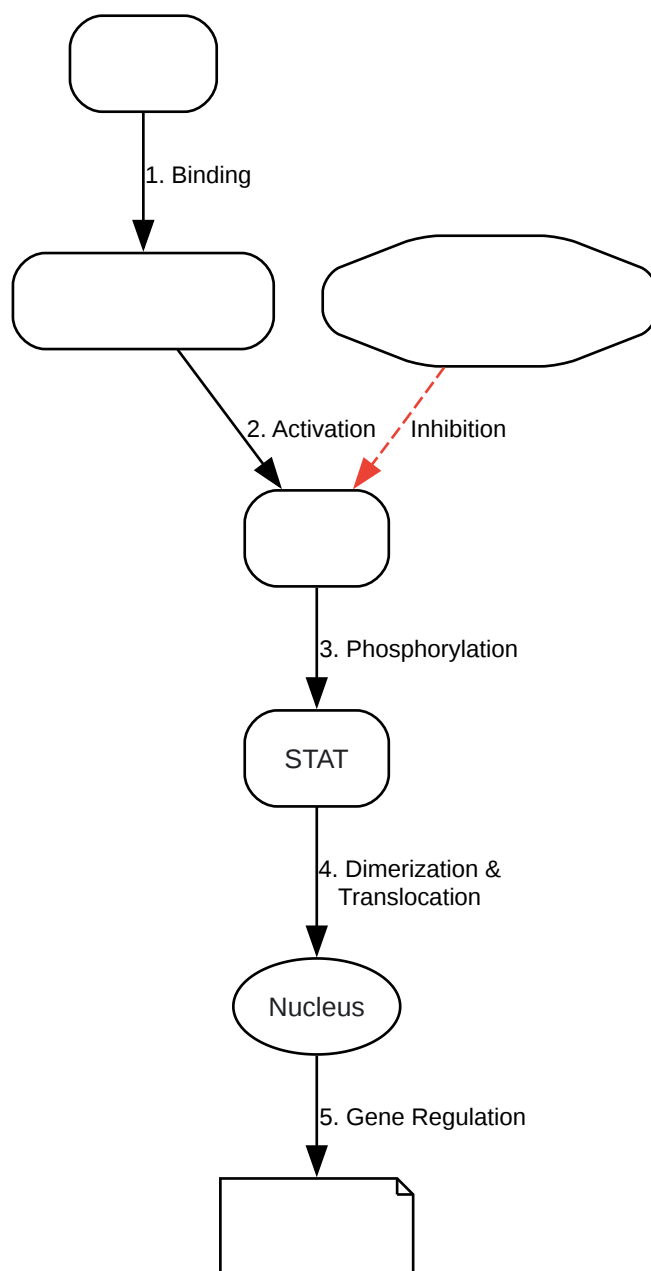 1. Binding
2. Activation
Inhibition
3. Phosphorylation
STAT
4. Dimerization &
Translocation
Nucleus
5. Gene Regulation